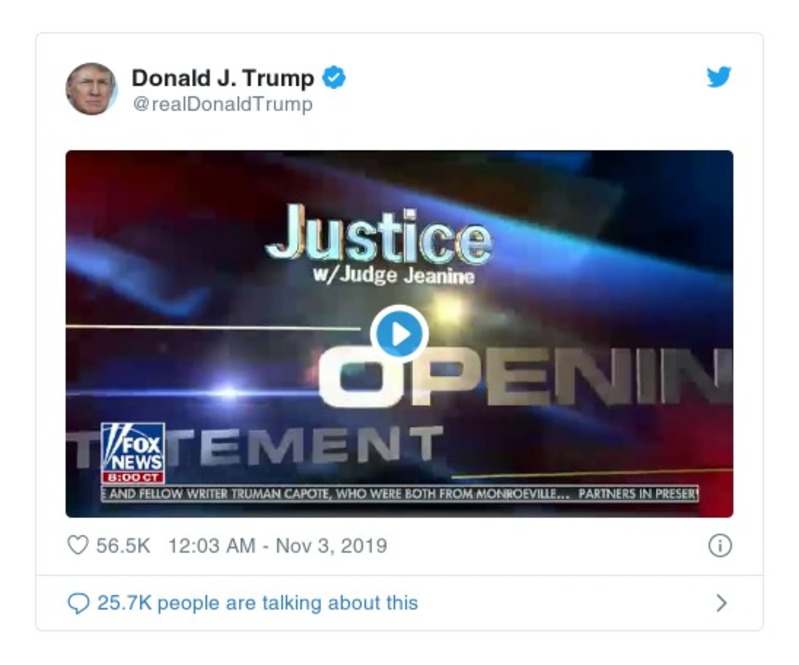 Donald J. Trump
@realDonaldTrump
Justice
w/Judge Jeanine
OPENIN
TATEMENT
FOX
NEWS
8:00 CT
E AND FELLOW WRITER TRUMAN CAPOTE, WHO WERE BOTH FROM MONROEVILLE... PARTNERS IN PRESER
56.5K 12:03 AM - Nov 3, 2019
25.7K people are talking about this